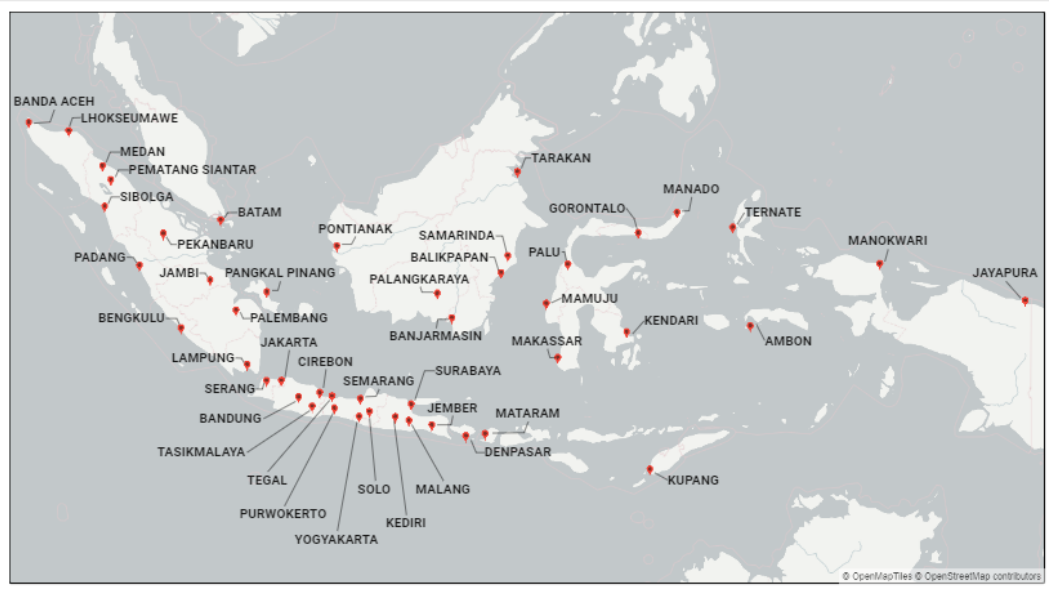 BANDA ACEH
LHOKSEUMAWE
MEDAN
TARAKAN
PEMATANG SIANTAR
MANADO
SIBOLGA
GORONTALO
BATAM
TERNATE
PONTIANAK
SAMARINDA
MANOKWARI
PEKANBARU
PALU
PADANG
BALIKPAPAN
JAMBI
PANGKAL PINANG
JAYAPURA
PALANGKARAYA
MAMUJU
BENGKULU
PALEMBANG
KENDARI
BANJARMASIN
JAKARTA
MAKASSAR
AMBON
LAMPUNG
CIREBON
SURABAYA
SEMARANG
SERANG
JEMBER
MATARAM
BANDUNG
TASIKMALAYA
DENPASAR
TEGAL
KUPANG
SOLO
MALANG
PURWOKERTO
KEDIRI
YOGYAKARTA
© OpenMapTiles © OpenStreetMap contributors